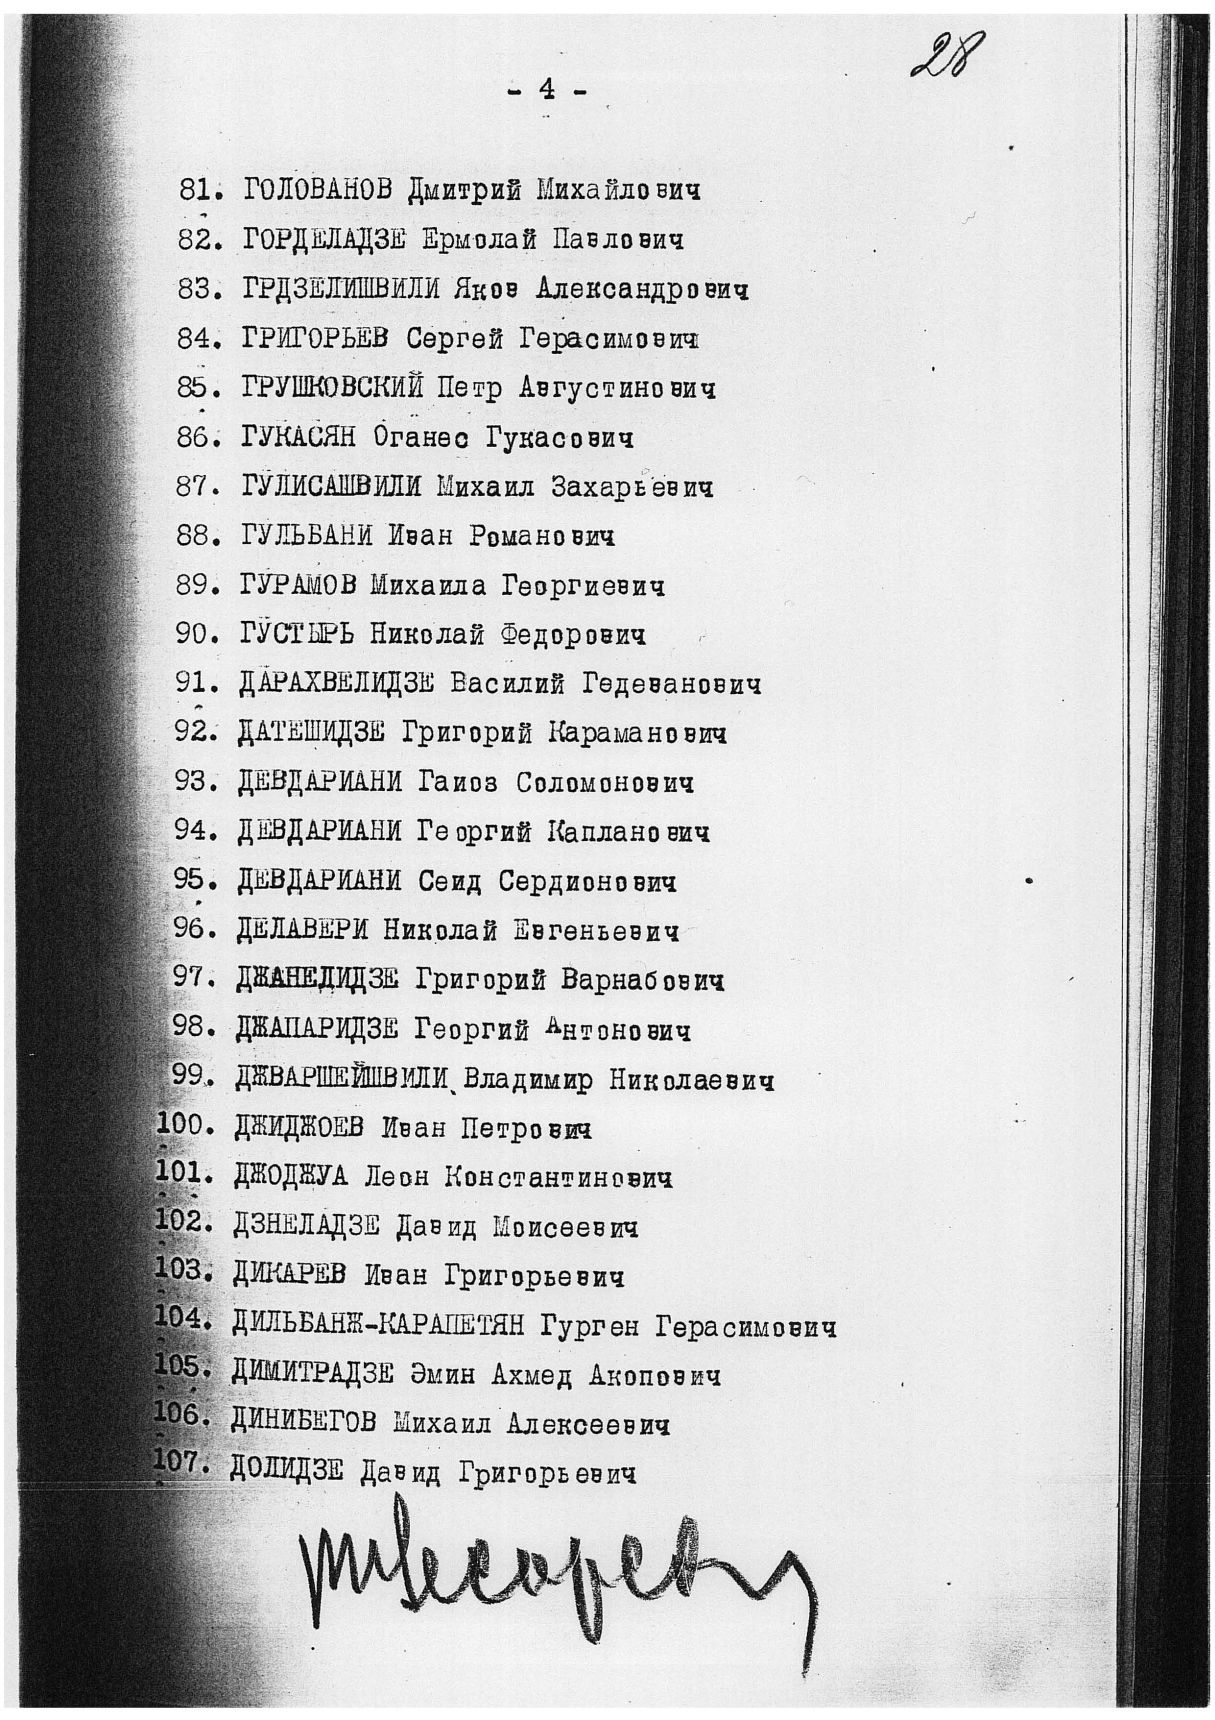 28
- 4 -
81. ГОЛОВАНОВ Дмитрий Михайлович
82. ГОРДЕЛАДЗЕ Ермолай Павлович
83. ГРДЗЕЛИШВИЛИ Яков Александрович
84. ГРИГОРЬЕВ Сергей Герасимович
85. ГРУШКОВСКИЙ Петр Августинович
86. ГУКАСЯН Оганес Гукасович
87. ГУЛИСАШВИЛИ Михаил Захарьевич
88. ГУЛЬБАНИ Иван Романович
89. ГУРАМОВ Михаила Георгиевич
90. ГУСТЫРЬ Николай Федорович
91. ДАРАХВЕЛИДЗЕ Василий Гедеванович
92. ДАТЕШИДЗЕ Григорий Караманович
93. ДЕВДАРИАНИ Гаиоз Соломонович
94. ДЕВДАРИАНИ Георгий Капланович
95. ДЕВДАРИАНИ Сеид Сердионович
96. ДЕЛАВЕРИ Николай Евгеньевич
97. ДЖАНЕЛИДЗЕ Григорий Варнабович
98. ДЖАПАРИДЗЕ Георгий Антонович
99. ДЖВАРШЕЙШВИЛИ Владимир Николаевич
100. ДЖИДЖОЕВ Иван Петрович
101. ДЖОДЖУА Леон Константинович
102. ДЗНЕЛАДЗЕ Давид Моисеевич
103. ДИКАРЕВ Иван Григорьевич
104. ДИЛЬБАНЖ-КАРАПЕТЯН Гурген Герасимович
105. ДИМИТРАДЗЕ Эмин Ахмед Акопович
106. ДИНИБЕГОВ Михаил Алексеевич
107. ДОЛИДЗЕ Давид Григорьевич